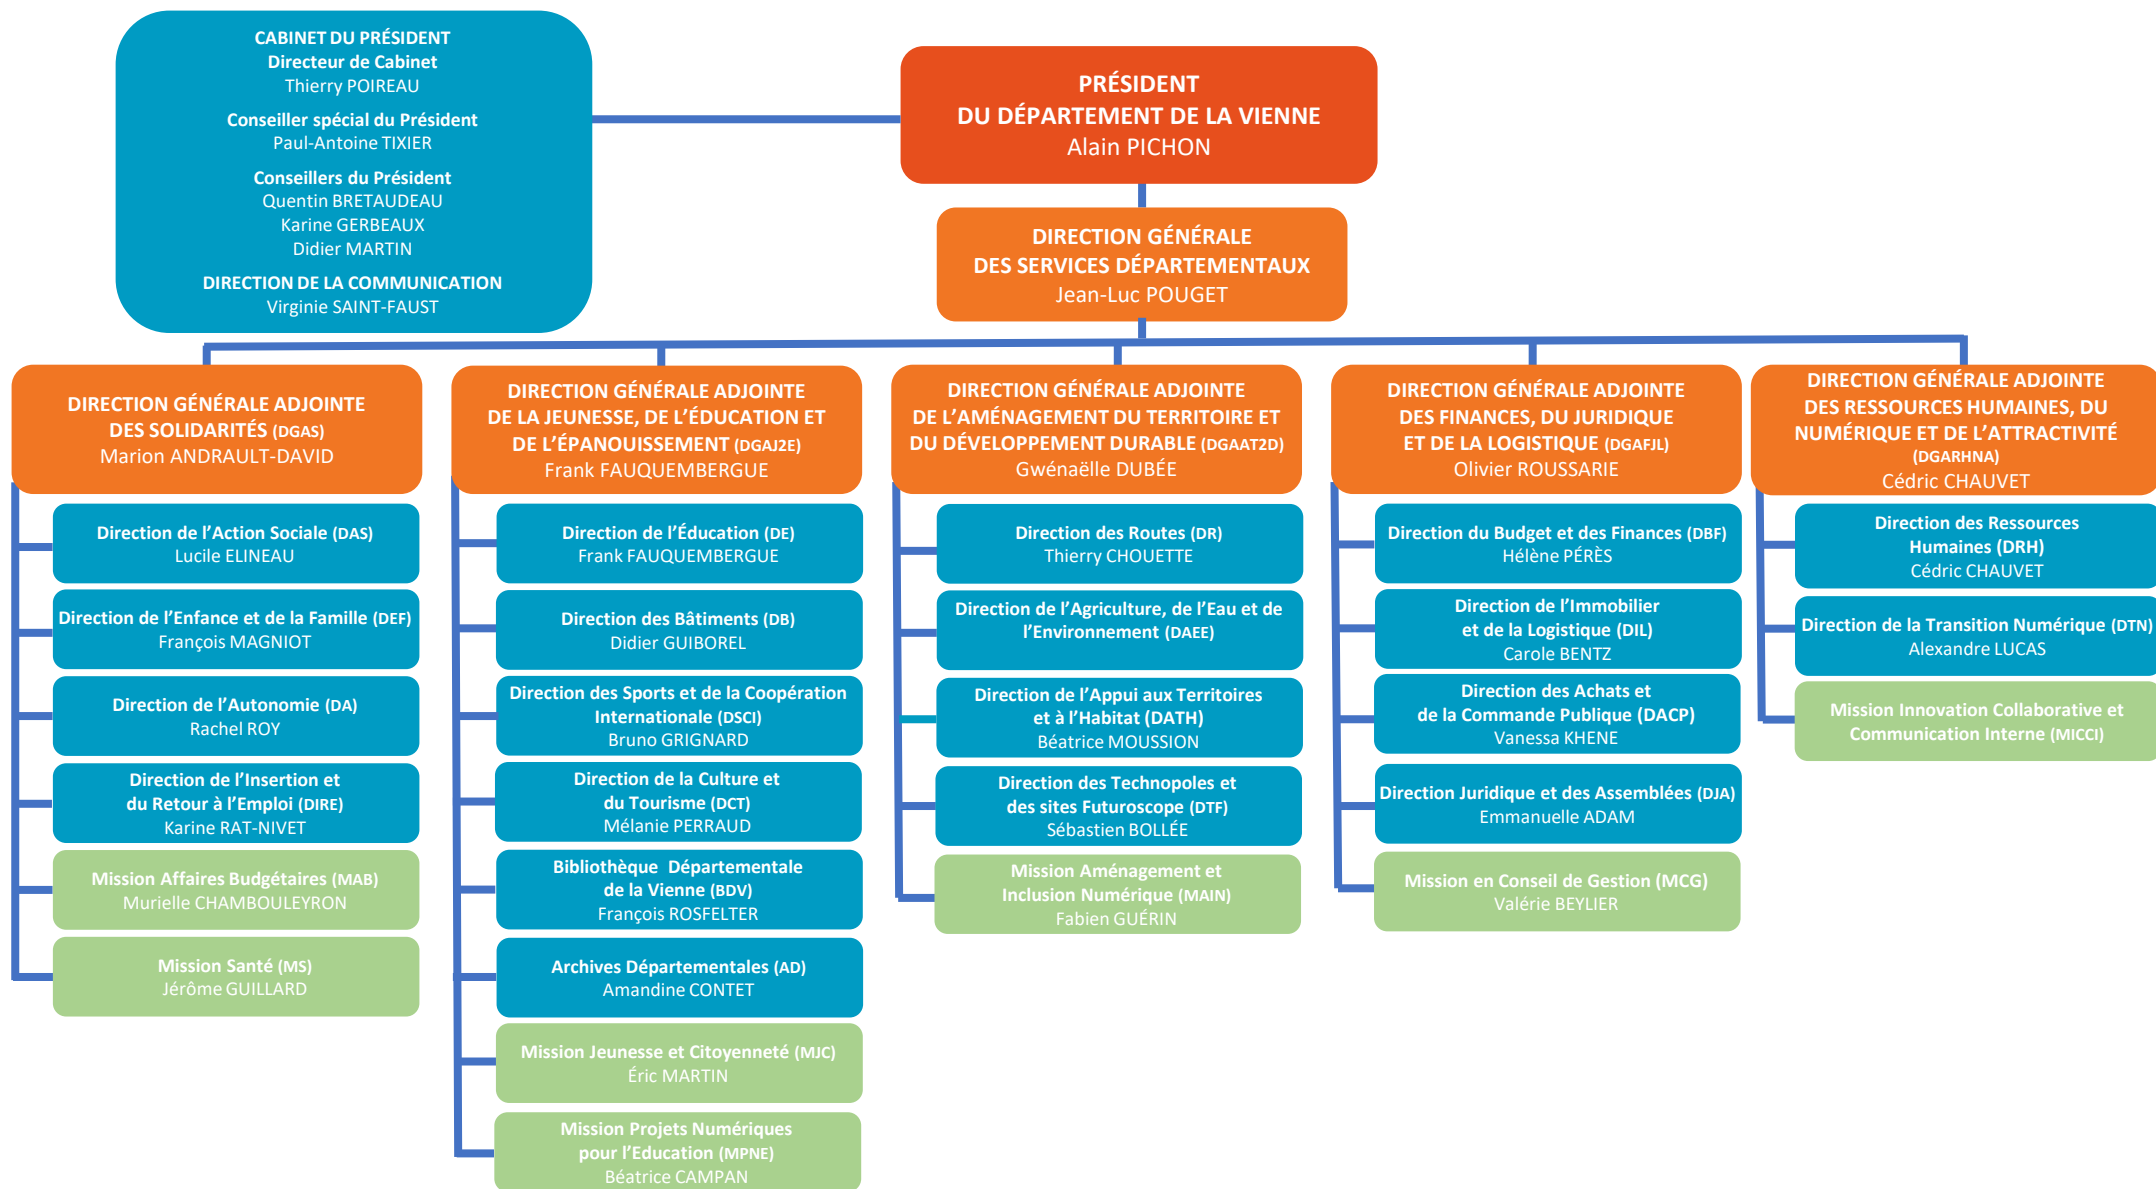 CABINET DU PRÉSIDENT
Directeur de Cabinet
Thierry POIREAU
Conseiller spécial du Président
Paul-Antoine TIXIER
Conseillers du Président
Quentin BRETAUDEAU
Karine GERBEAUX
Didier MARTIN
DIRECTION DE LA COMMUNICATION
Virginie SAINT-FAUST
PRÉSIDENT
DU DÉPARTEMENT DE LA VIENNE
Alain PICHON
DIRECTION GÉNÉRALE
DES SERVICES DÉPARTEMENTAUX
Jean-Luc POUGET
DIRECTION GÉNÉRALE ADJOINTE
DES SOLIDARITÉS (DGAS)
Marion ANDRAULT-DAVID
Direction de l’Action Sociale (DAS)
Lucile ELINEAU
Direction de l’Enfance et de la Famille (DEF)
François MAGNIOT
Direction de l’Autonomie (DA)
Rachel ROY
Direction de l’Insertion et
du Retour à l’Emploi (DIRE)
Karine RAT-NIVET
Mission Affaires Budgétaires (MAB)
Murielle CHAMBOULEYRON
Mission Santé (MS)
Jérôme GUILLARD
DIRECTION GÉNÉRALE ADJOINTE
DE LA JEUNESSE, DE L’ÉDUCATION ET
DE L’ÉPANOUISSEMENT (DGAJ2E)
Frank FAUQUEMBERGUE
Direction de l’Éducation (DE)
Frank FAUQUEMBERGUE
Direction des Bâtiments (DB)
Didier GUIBOREL
Direction des Sports et de la Coopération
Internationale (DSCI)
Bruno GRIGNARD
Direction de la Culture et
du Tourisme (DCT)
Mélanie PERRAUD
Bibliothèque Départementale
de la Vienne (BDV)
François ROSFELTER
Archives Départementales (AD)
Amandine CONTET
Mission Jeunesse et Citoyenneté (MJC)
Éric MARTIN
Mission Projets Numériques
pour l’Education (MPNE)
Béatrice CAMPAN
DIRECTION GÉNÉRALE ADJOINTE
DE L’AMÉNAGEMENT DU TERRITOIRE ET
DU DÉVELOPPEMENT DURABLE (DGAAT2D)
Gwénaëlle DUBÉE
Direction des Routes (DR)
Thierry CHOUETTE
Direction de l’Agriculture, de l’Eau et de
l’Environnement (DAEE)
Direction de l’Appui aux Territoires
et à l’Habitat (DATH)
Béatrice MOUSSION
Direction des Technopoles et
des sites Futuroscope (DTF)
Sébastien BOLLÉE
Mission Aménagement et
Inclusion Numérique (MAIN)
Fabien GUÉRIN
DIRECTION GÉNÉRALE ADJOINTE
DES FINANCES, DU JURIDIQUE
ET DE LA LOGISTIQUE (DGAFJL)
Olivier ROUSSARIE
Direction du Budget et des Finances (DBF)
Hélène PÉRÈS
Direction de l’Immobilier
et de la Logistique (DIL)
Carole BENTZ
Direction des Achats et
de la Commande Publique (DACP)
Vanessa KHENE
Direction Juridique et des Assemblées (DJA)
Emmanuelle ADAM
Mission en Conseil de Gestion (MCG)
Valérie BEYLIER
DIRECTION GÉNÉRALE ADJOINTE
DES RESSOURCES HUMAINES, DU
NUMÉRIQUE ET DE L’ATTRACTIVITÉ
(DGARHNA)
Cédric CHAUVET
Direction des Ressources
Humaines (DRH)
Cédric CHAUVET
Direction de la Transition Numérique (DTN)
Alexandre LUCAS
Mission Innovation Collaborative et
Communication Interne (MICCI)